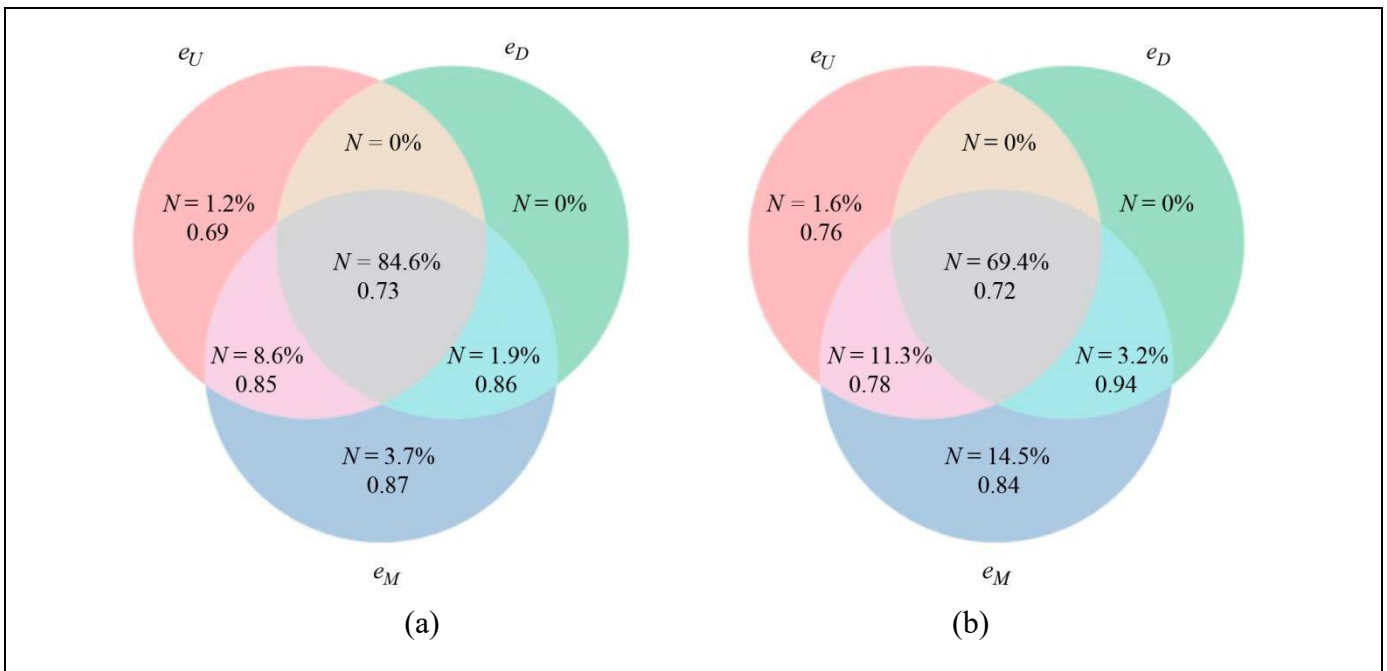 e_U
e_D
N = 0%
N = 1.2%
0.69
N = 0%
N = 84.6%
0.73
N = 8.6%
0.85
N = 1.9%
0.86
N = 3.7%
0.87
e_M
(a)
e_U
e_D
N = 0%
N = 1.6%
0.76
N = 0%
N = 69.4%
0.72
N = 11.3%
0.78
N = 3.2%
0.94
N = 14.5%
0.84
e_M
(b)